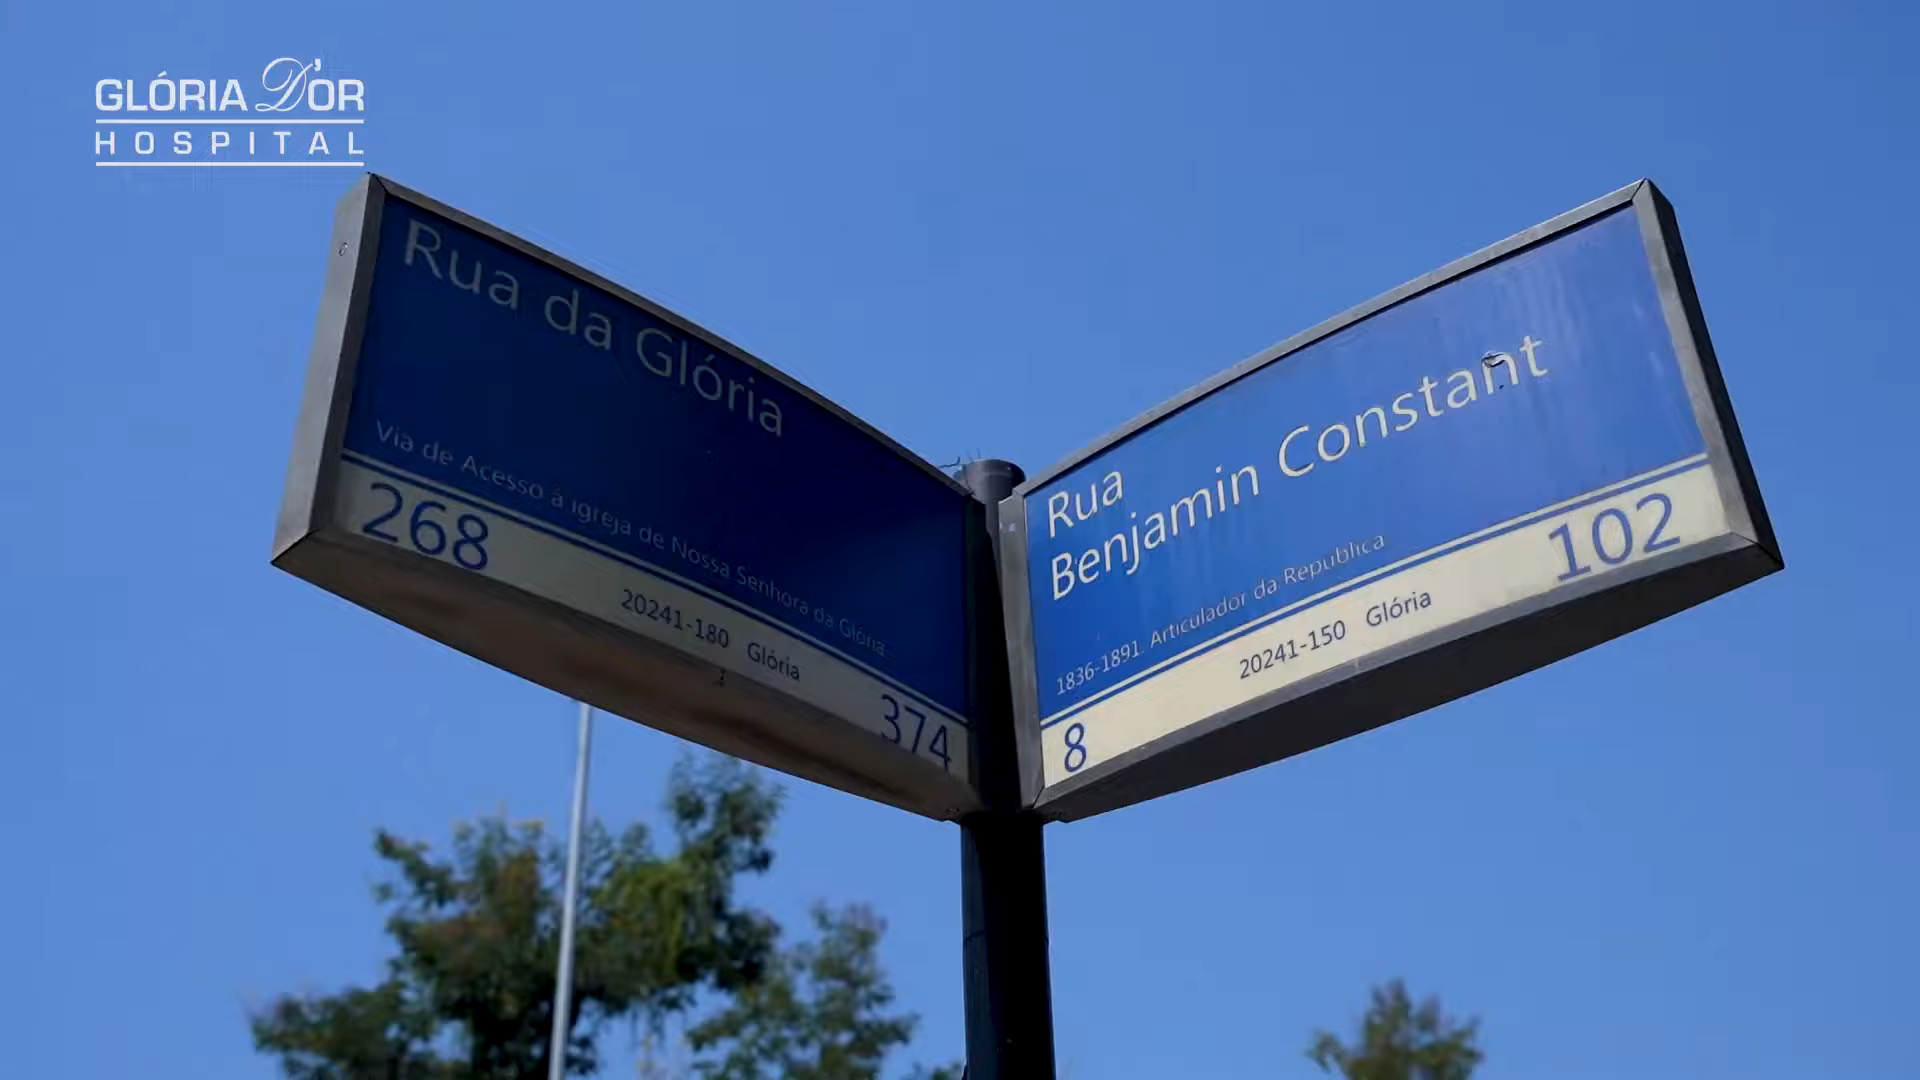 GLÓRIA D'OR
HOSPITAL
Rua da Glória
Via de Acesso à igreja de Nossa Senhora da Glória.
268
20241-180 Glória
374
Rua
Benjamin Constant
1836-1891. Articulador da República
102
20241-150 Glória
8